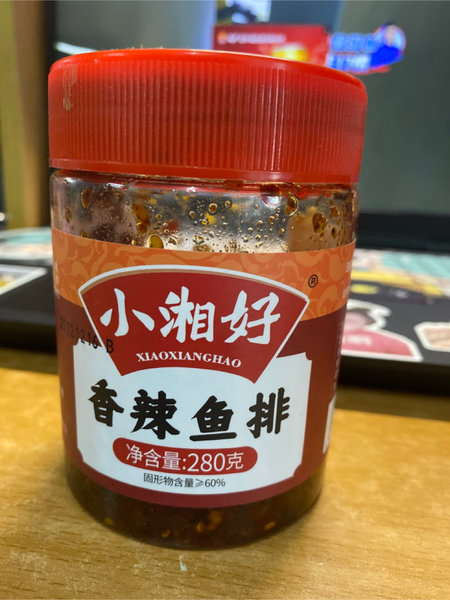 小湘好
®
XIAOXIANGHAO
香辣鱼排
净含量:280克
固形物含量≥60%